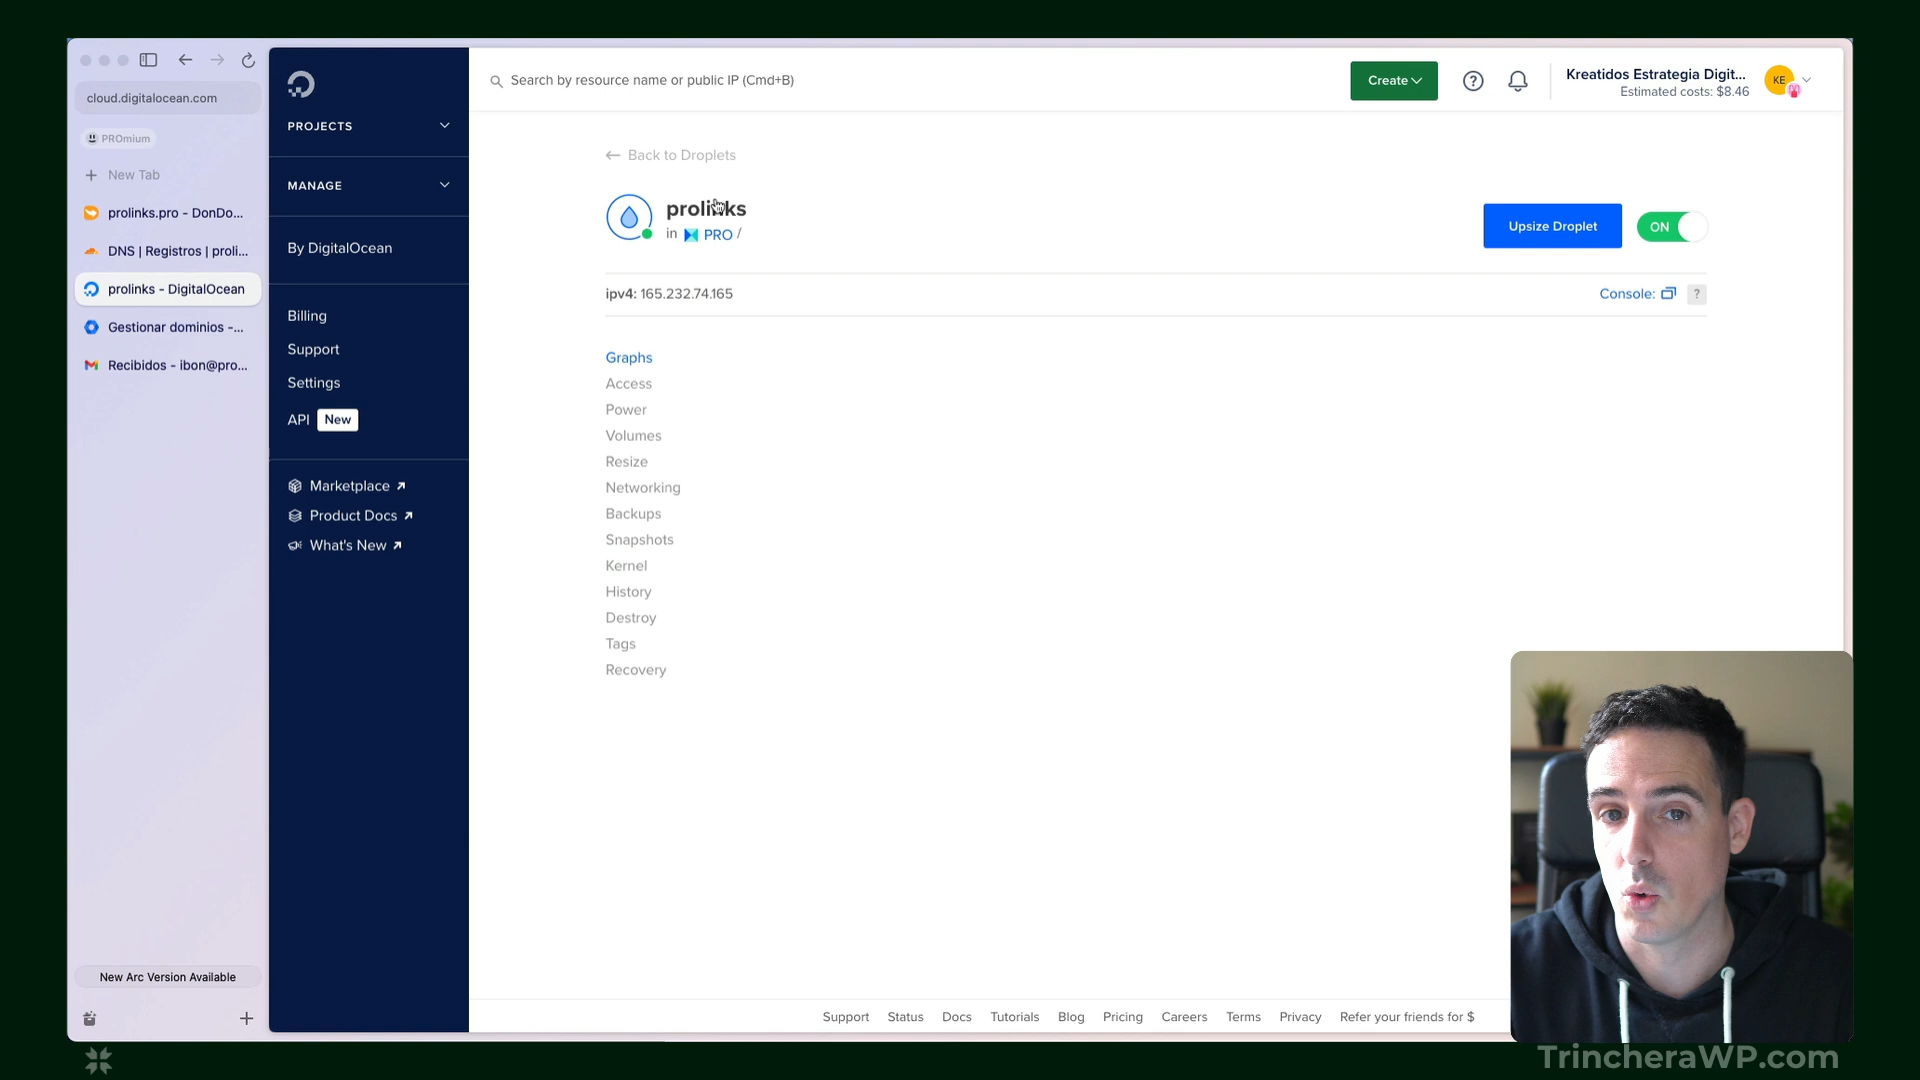 cloud.digitalocean.com
PROmium
New Tab
prolinks.pro - DonDo...
DNS | Registros | proli...
prolinks - DigitalOcean
Gestionar dominios -...
Recibidos - ibon@pro...
New Arc Version Available
PROJECTS
MANAGE
By DigitalOcean
Billing
Support
Settings
API New
Marketplace
Product Docs
What's New
Search by resource name or public IP (Cmd+B)
Create
Kreatidos Estrategia Digit...
Estimated costs: $8.46
KE
Back to Droplets
prolinks
in PRO /
Upsize Droplet
ON
ipv4: 165.232.74.165
Console: ?
Graphs
Access
Power
Volumes
Resize
Networking
Backups
Snapshots
Kernel
History
Destroy
Tags
Recovery
Support Status Docs Tutorials Blog Pricing Careers Terms Privacy Refer your friends for $
TrincheraWP.com